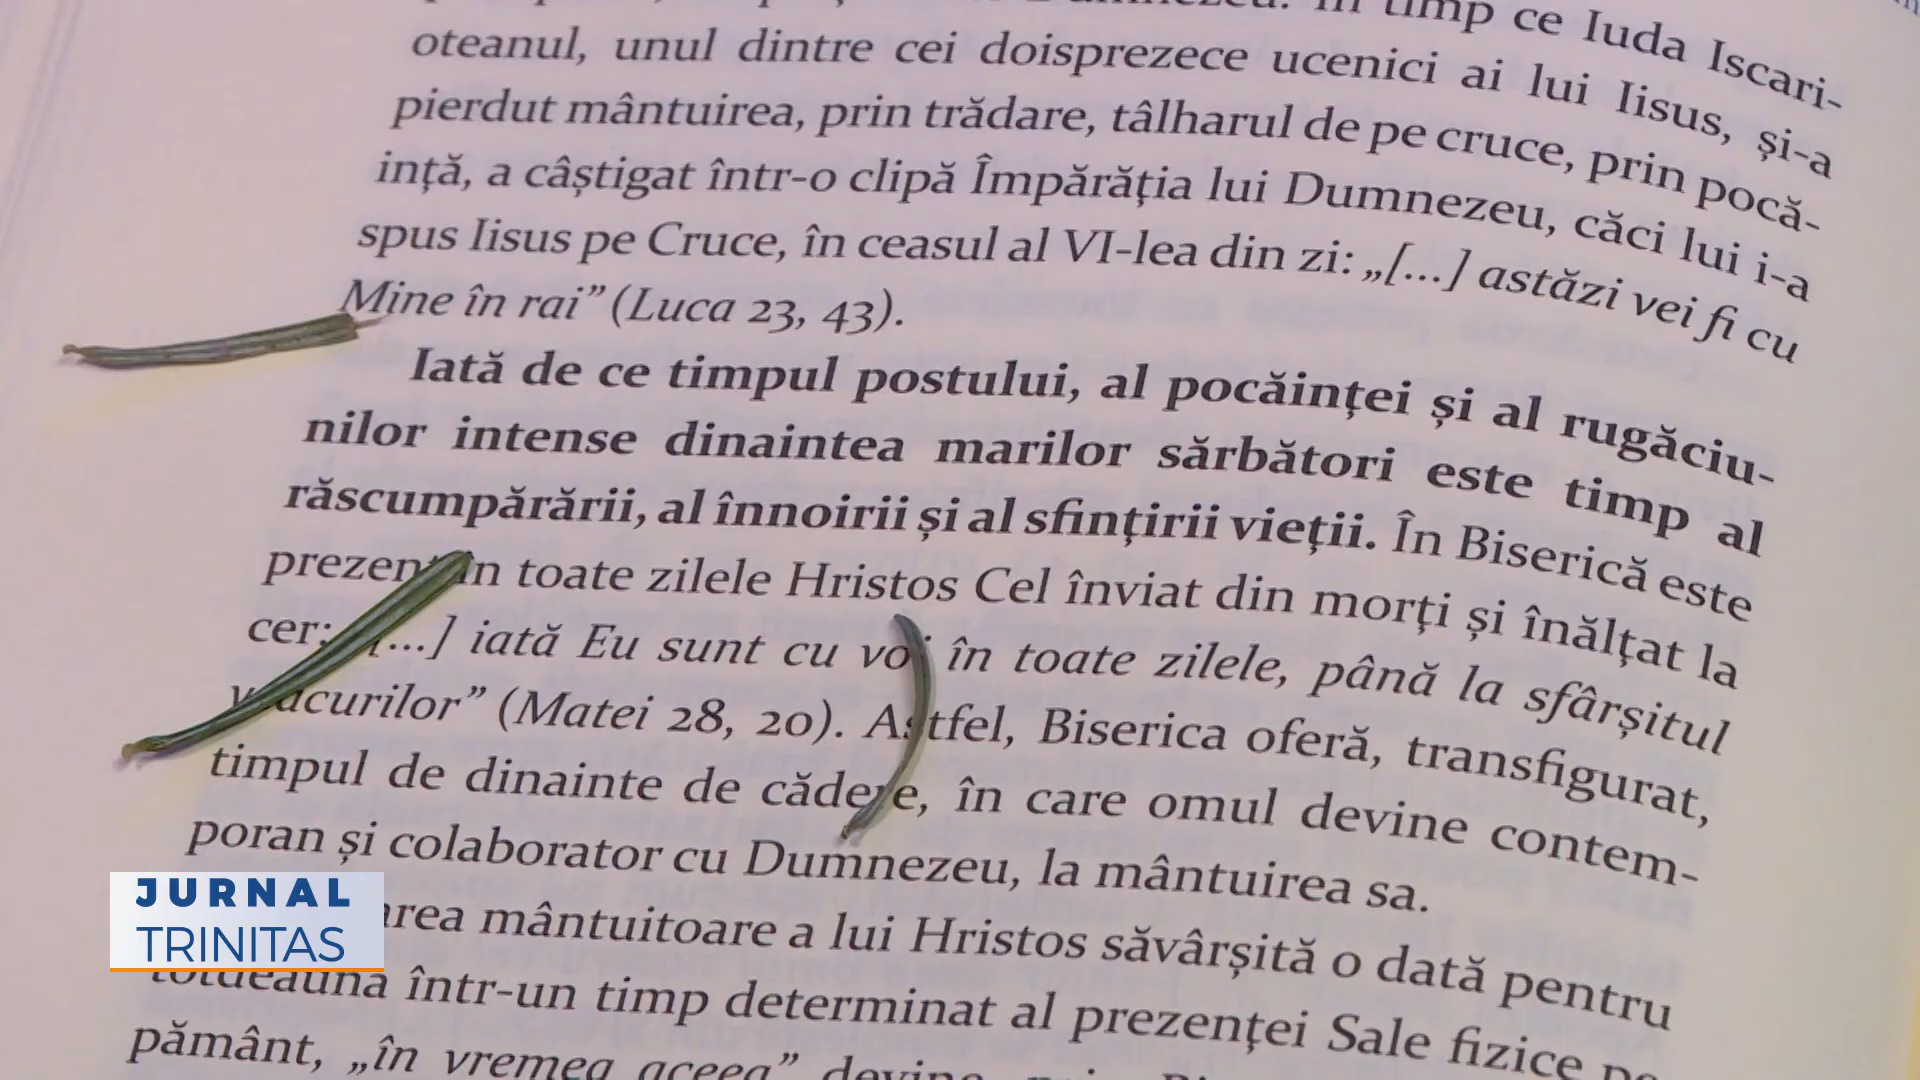 timp ce Iuda Iscari-
oteanul, unul dintre cei doisprezece ucenici ai lui Iisus, și-a
pierdut mântuirea, prin trădare, tâlharul de pe cruce, prin pocă-
ință, a câștigat într-o clipă Împărăția lui Dumnezeu, căci lui i-a
spus Iisus pe Cruce, în ceasul al VI-lea din zi: „[...] astăzi vei fi cu
Mine în rai” (Luca 23, 43).
Iată de ce timpul postului, al pocăinței și al rugăciu-
nilor intense dinaintea marilor sărbători este timp al
răscumpărării, al înnoirii și al sfințirii vieții. În Biserică este
prezent în toate zilele Hristos Cel înviat din morți și înălțat la
cer: [...] iată Eu sunt cu voi în toate zilele, până la sfârșitul
veacurilor” (Matei 28, 20). Astfel, Biserica oferă, transfigurat,
timpul de dinainte de cădere, în care omul devine contem-
poran și colaborator cu Dumnezeu, la mântuirea sa.
mântuitoare a lui Hristos săvârșită o dată pentru
totdeauna într-un timp determinat al prezenței Sale fizice pe
pământ, „în vremea aceea” devine
JURNAL
TRINITAS